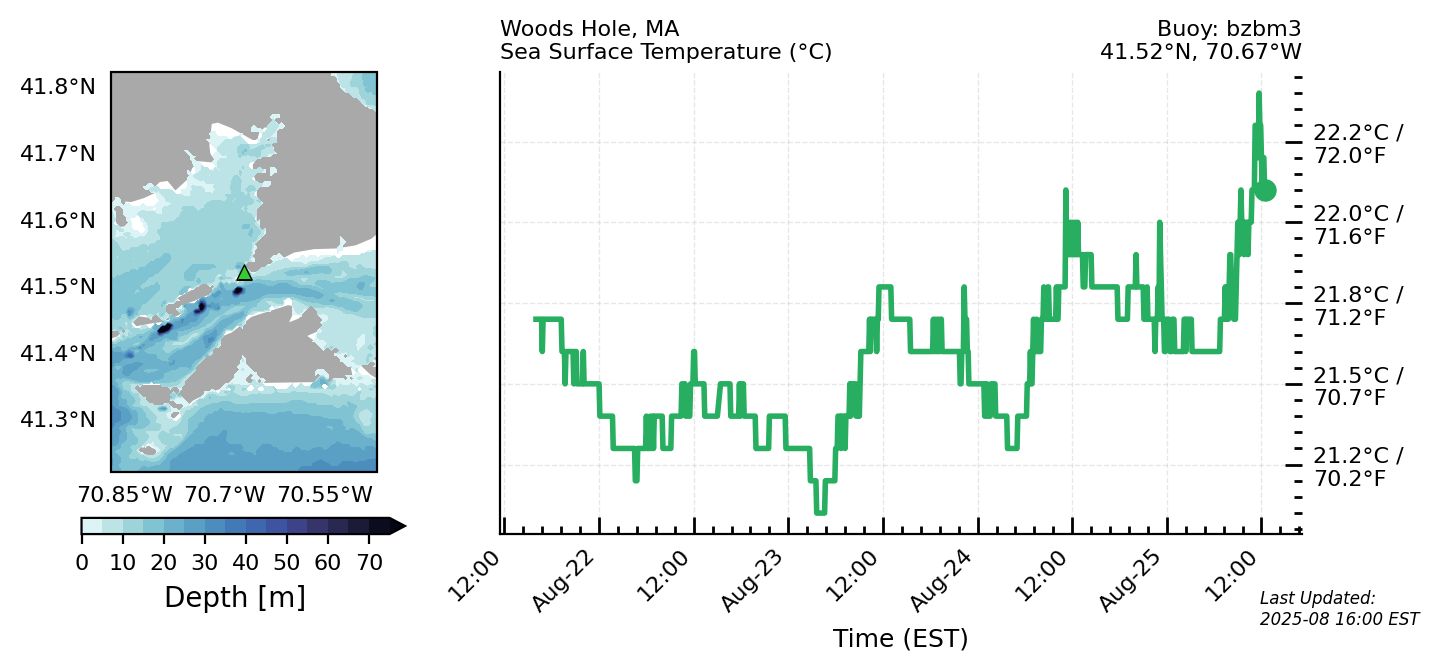 Woods Hole, MA
Sea Surface Temperature (°C)
Buoy: bzbm3
41.52°N, 70.67°W
41.8°N
41.7°N
41.6°N
41.5°N
41.4°N
41.3°N
70.85°W 70.7°W 70.55°W
0 10 20 30 40 50 60 70
Depth [m]
22.2°C /
72.0°F
22.0°C /
71.6°F
21.8°C /
71.2°F
21.5°C /
70.7°F
21.2°C /
70.2°F
12:00 Aug-22 12:00 Aug-23 12:00 Aug-24 12:00 Aug-25 12:00
Time (EST)
Last Updated:
2025-08 16:00 EST